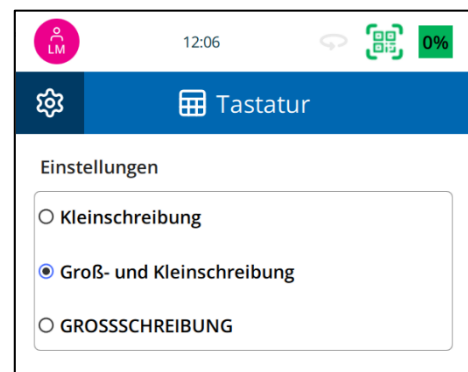 LM
12:06
0%
Tastatur
Einstellungen
Kleinschreibung
Groß- und Kleinschreibung
GROSSSCHREIBUNG